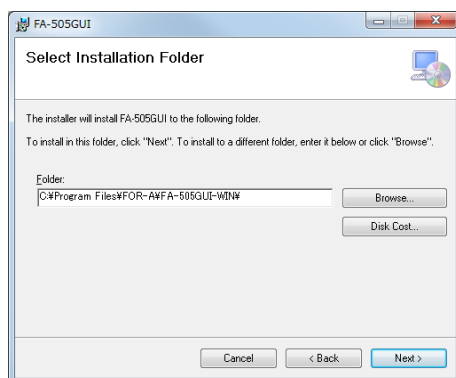 FA-505GUI
Select Installation Folder
The installer will install FA-505GUI to the following folder.
To install in this folder, click "Next". To install to a different folder, enter it below or click "Browse".
Folder:
C:¥Program Files¥FOR-A¥FA-505GUI-WIN¥
Browse...
Disk Cost...
Cancel
< Back
Next >